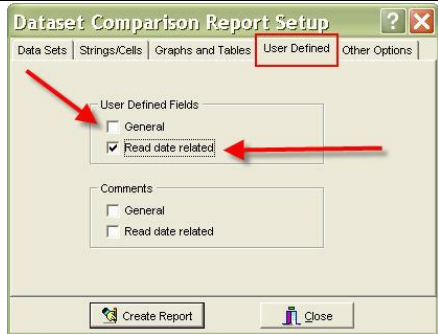 Dataset Comparison Report Setup
Data Sets Strings/Cells Graphs and Tables User Defined Other Options
User Defined Fields
General
Read date related
Comments
General
Read date related
Create Report Close